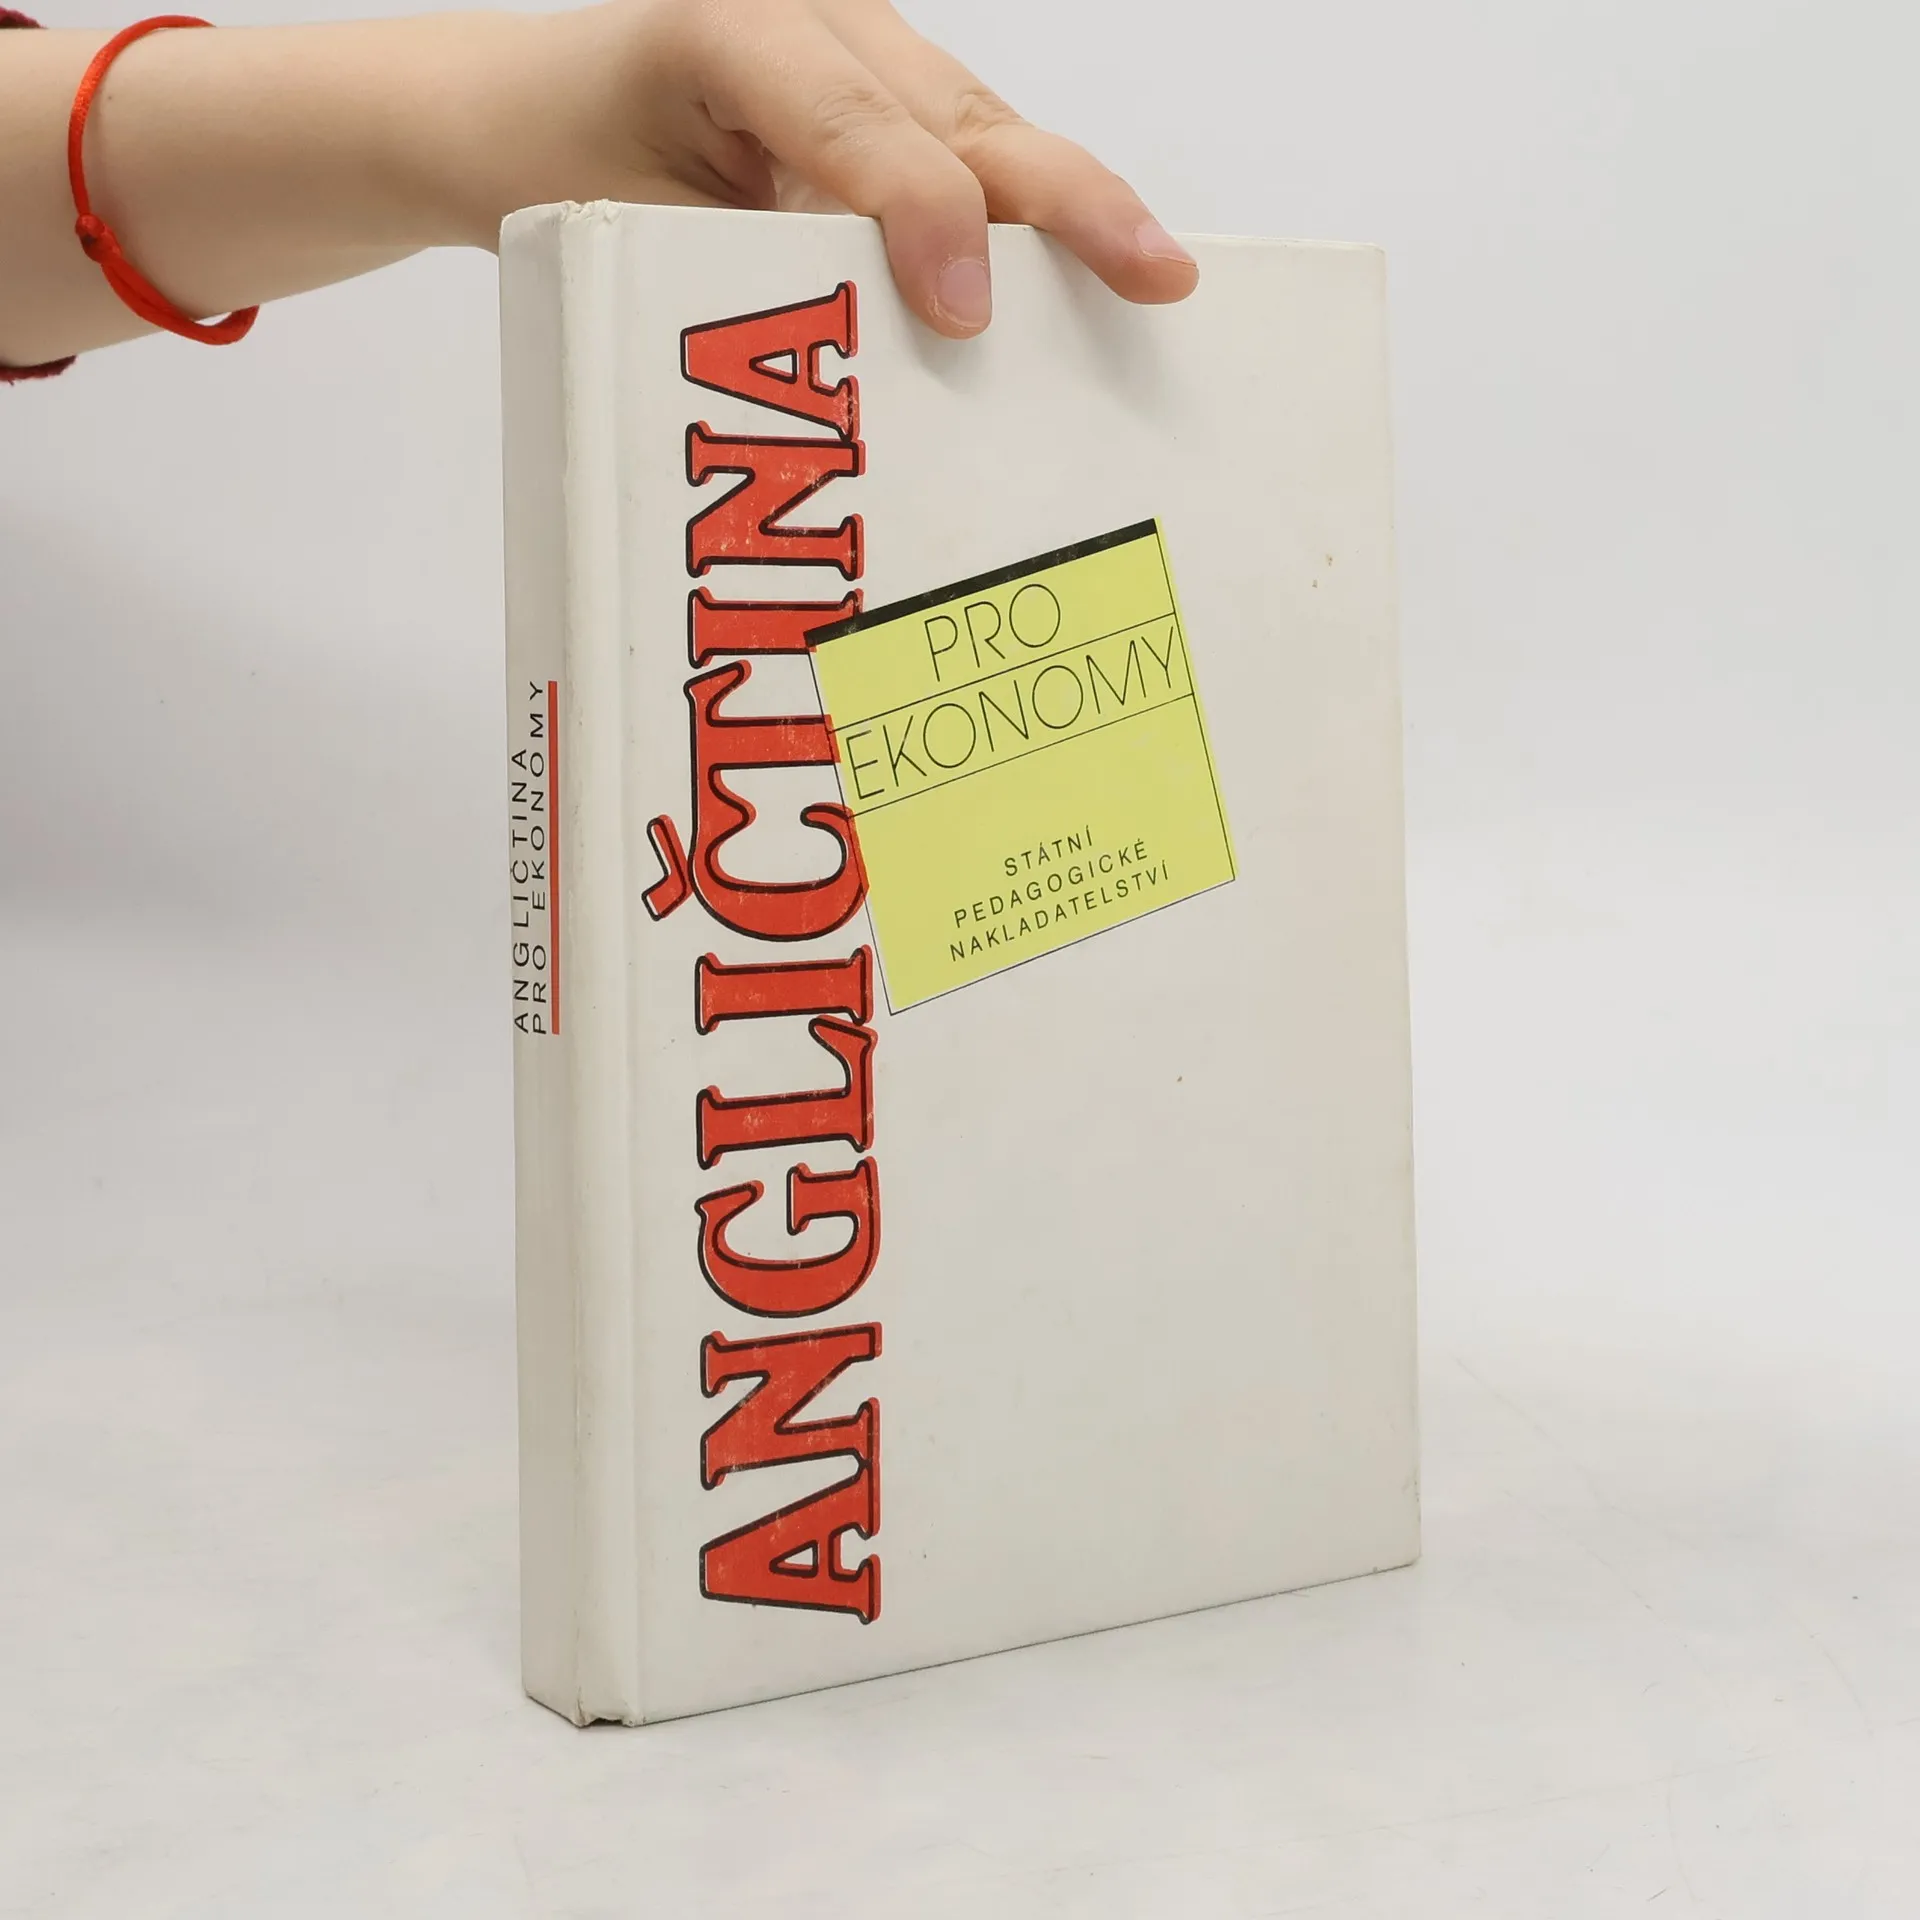 ANGLIČTINA
PRO EKONOMY
ANGLIČTINA
PRO
EKONOMY
STÁTNÍ
PEDAGOGICKÉ
NAKLADATELSTVÍ